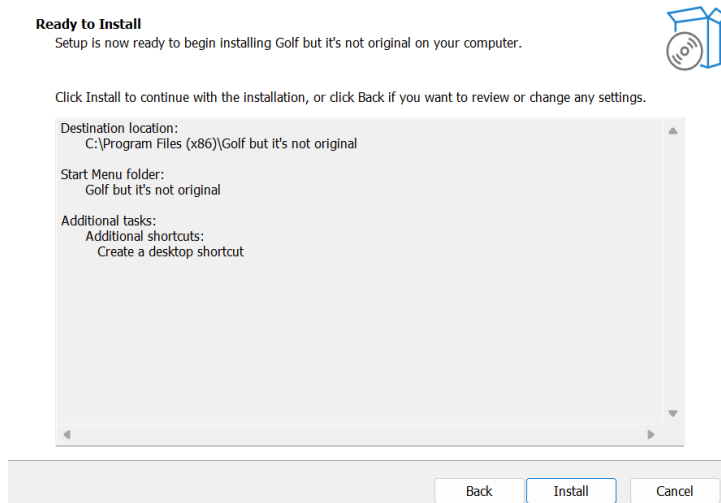 Ready to Install
Setup is now ready to begin installing Golf but it's not original on your computer.
Click Install to continue with the installation, or click Back if you want to review or change any settings.
Destination location:
C:\Program Files (x86)\Golf but it's not original
Start Menu folder:
Golf but it's not original
Additional tasks:
Additional shortcuts:
Create a desktop shortcut
Back Install Cancel